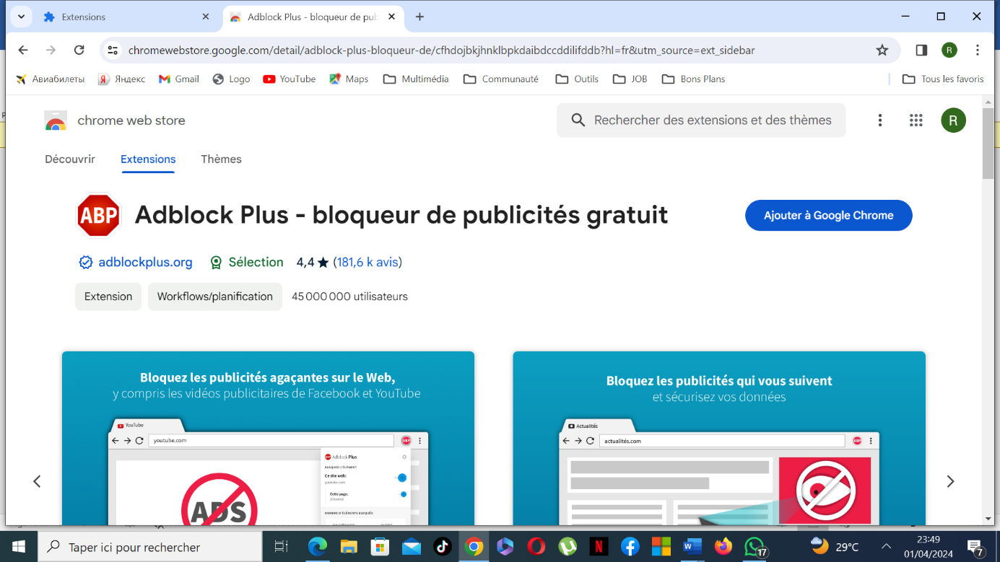 Extensions
Adblock Plus - bloqueur de pub
chromewebstore.google.com/detail/adblock-plus-bloqueur-de/cfhdojbkjhnklbpkdaibdccddilifddb?hl=fr&utm_source=ext_sidebar
R
Авиабилеты Яндекс Gmail Logo YouTube Maps Multimédia Communauté Outils JOB Bons Plans Tous les favoris
chrome web store
Rechercher des extensions et des thèmes
R
Découvrir Extensions Thèmes
ABP Adblock Plus - bloqueur de publicités gratuit
Ajouter à Google Chrome
adblockplus.org Sélection 4,4 ★ (181,6 k avis)
Extension Workflows/planification 45 000 000 utilisateurs
Bloquez les publicités agaçantes sur le Web,
y compris les vidéos publicitaires de Facebook et YouTube
YouTube
youtube.com
ABP
Adblock Plus
Ce site web:
youtube.com
Cette page:
ADS
Bloquez les publicités qui vous suivent
et sécurisez vos données
Actualités
actualités.com
ABP
Taper ici pour rechercher
17
29°C
23:49
01/04/2024
7